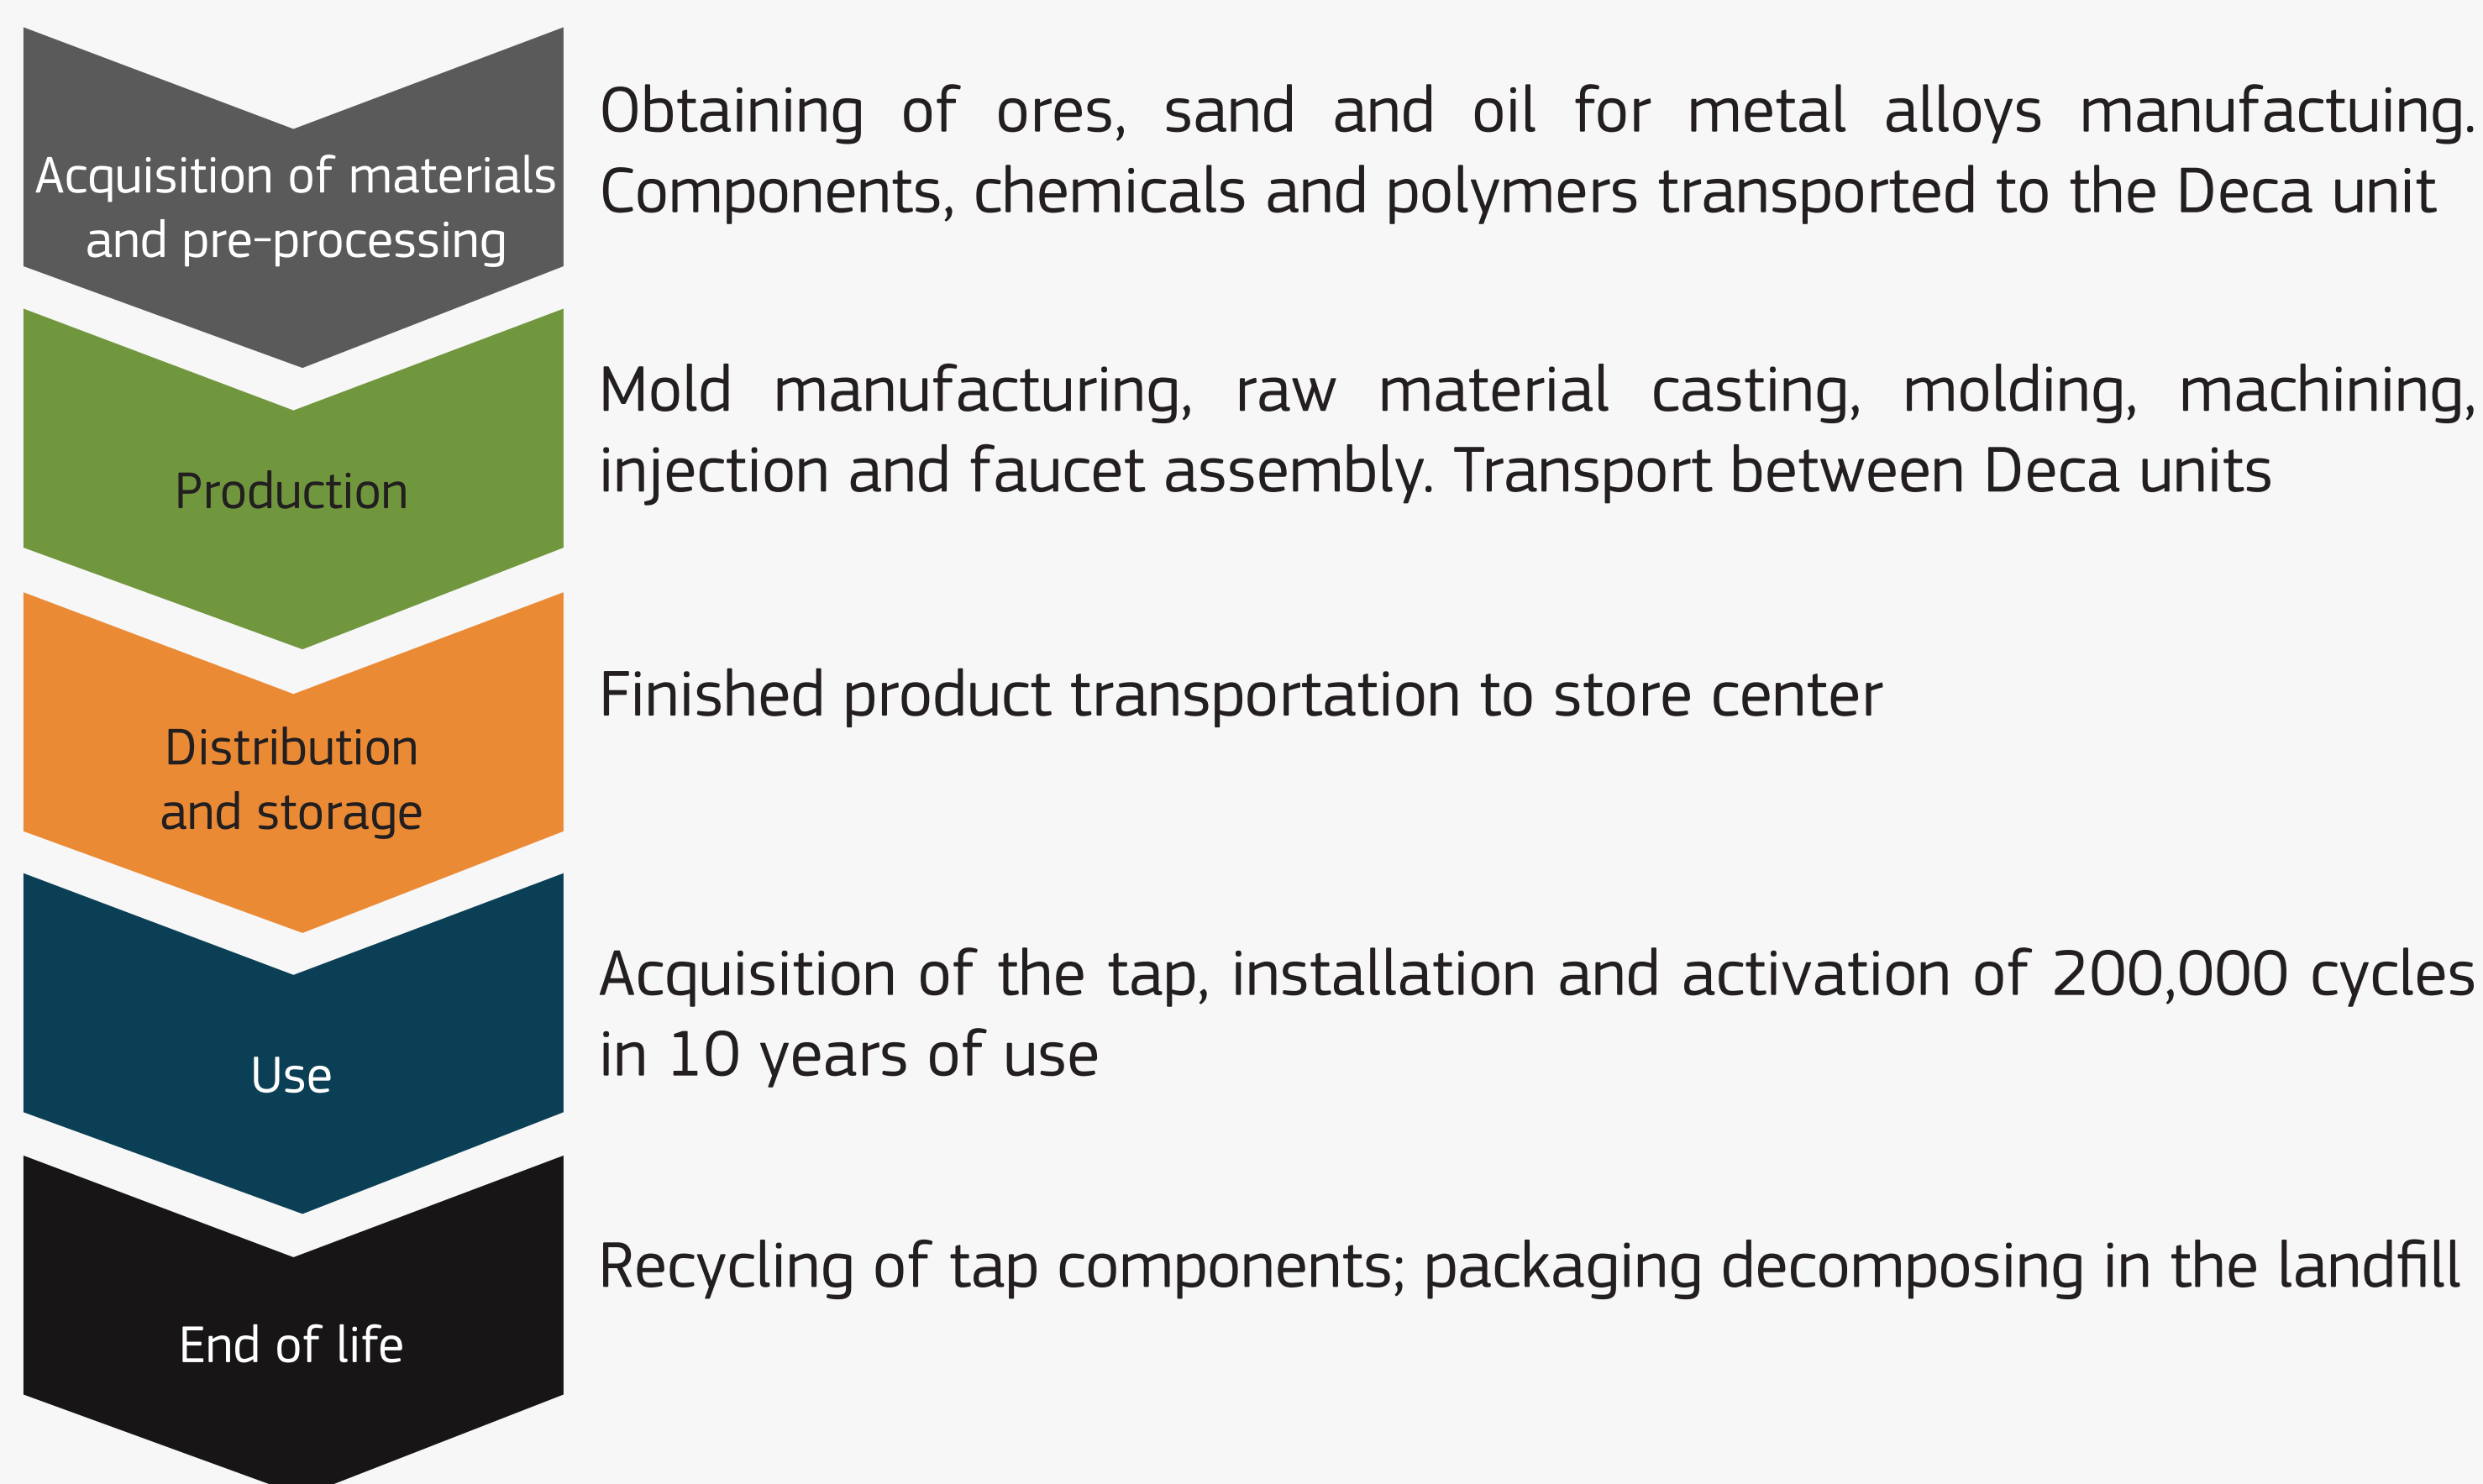 Acquisition of materials
and pre-processing
Obtaining of ores, sand and oil for metal alloys manufactuing.
Components, chemicals and polymers transported to the Deca unit
Production
Mold manufacturing, raw material casting, molding, machining,
injection and faucet assembly. Transport between Deca units
Distribution
and storage
Finished product transportation to store center
Use
Acquisition of the tap, installation and activation of 200,000 cycles
in 10 years of use
End of life
Recycling of tap components; packaging decomposing in the landfill